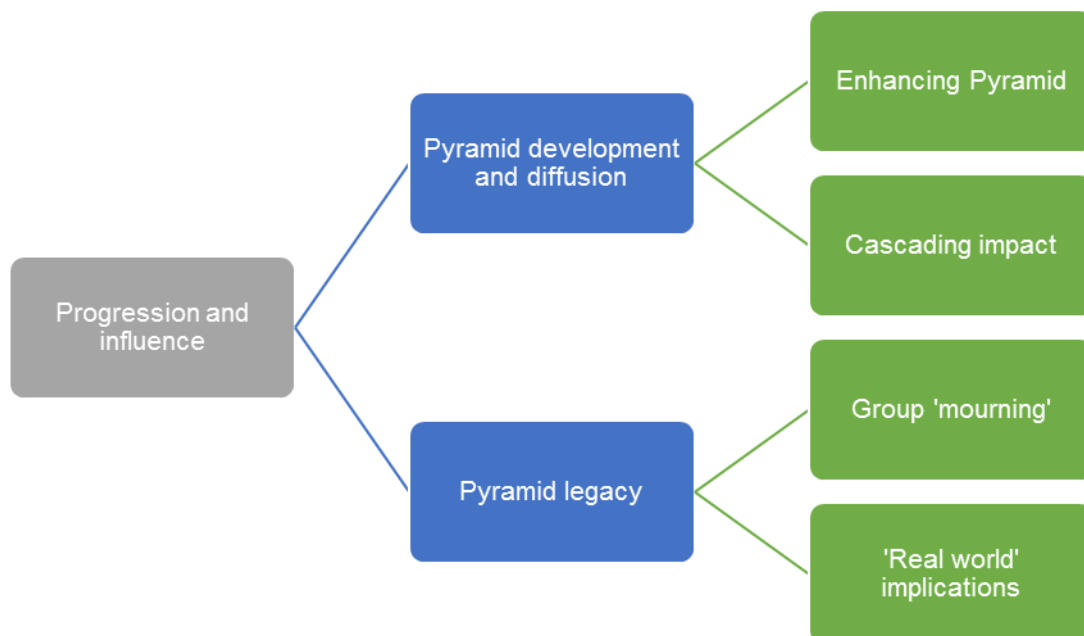 Progression and
influence
Pyramid development
and diffusion
Enhancing Pyramid
Cascading impact
Pyramid legacy
Group 'mourning'
'Real world'
implications